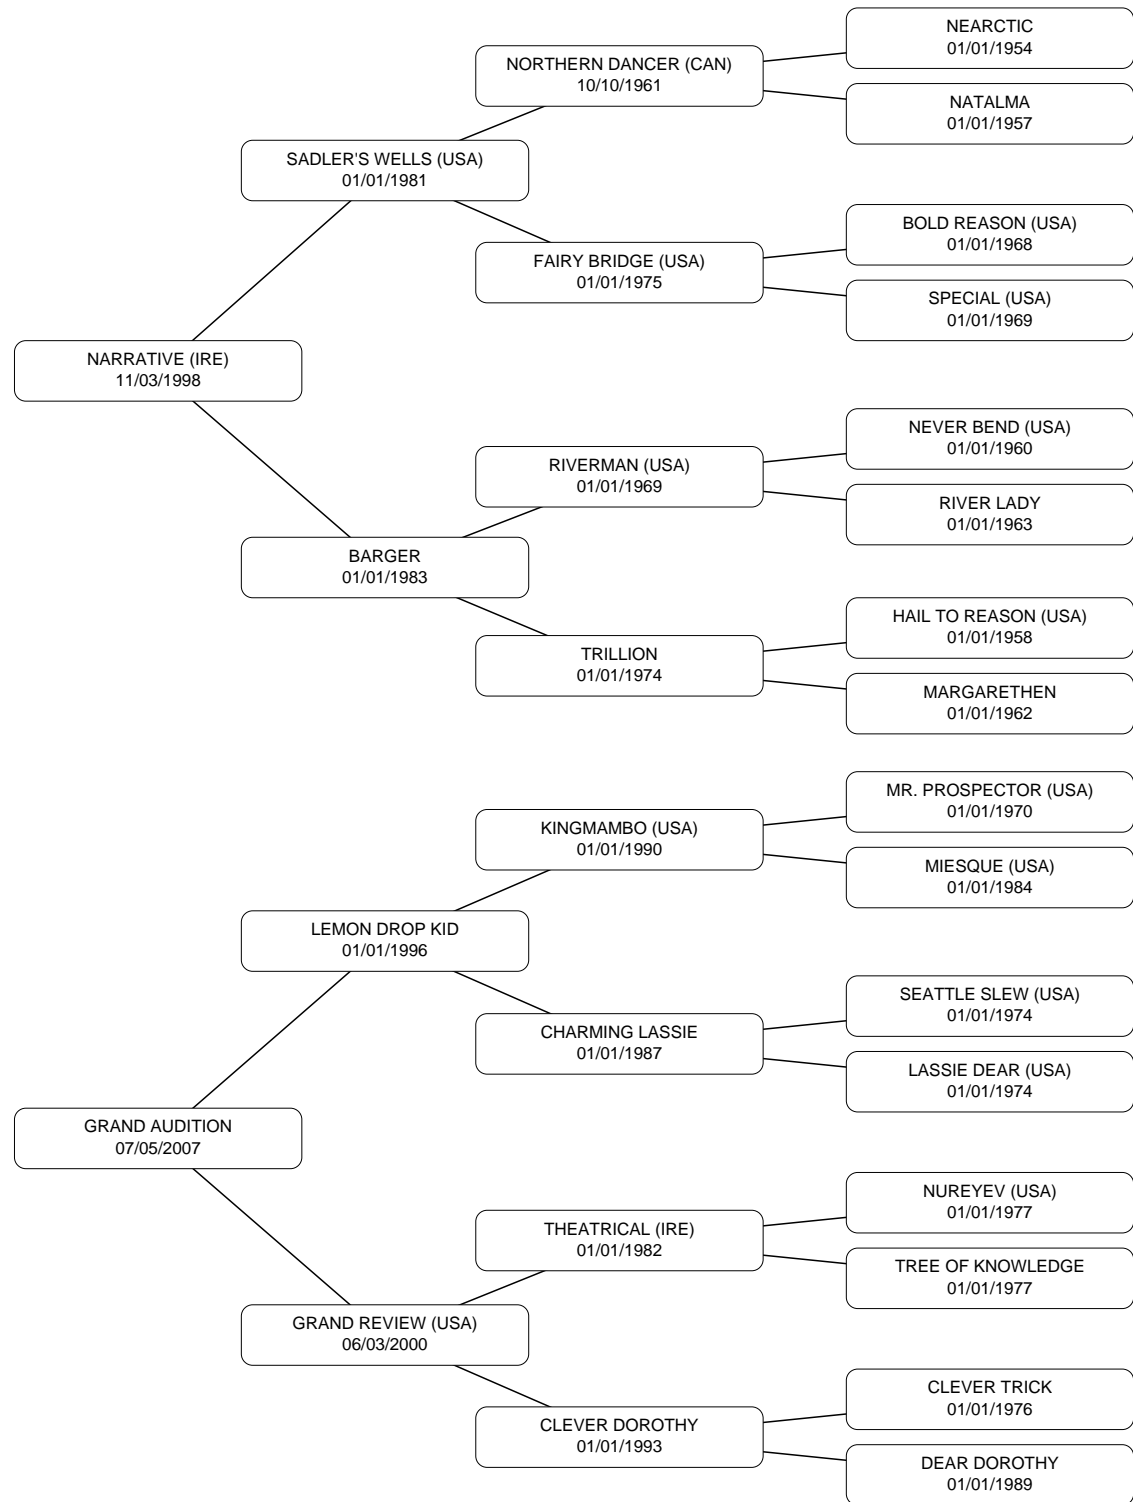 NEARCTIC
01/01/1954
NORTHERN DANCER (CAN)
10/10/1961
NATALMA
01/01/1957
SADLER'S WELLS (USA)
01/01/1981
BOLD REASON (USA)
01/01/1968
FAIRY BRIDGE (USA)
01/01/1975
SPECIAL (USA)
01/01/1969
NARRATIVE (IRE)
11/03/1998
NEVER BEND (USA)
01/01/1960
RIVERMAN (USA)
01/01/1969
RIVER LADY
01/01/1963
BARGER
01/01/1983
HAIL TO REASON (USA)
01/01/1958
TRILLION
01/01/1974
MARGARETHEN
01/01/1962
MR. PROSPECTOR (USA)
01/01/1970
KINGMAMBO (USA)
01/01/1990
MIESQUE (USA)
01/01/1984
LEMON DROP KID
01/01/1996
SEATTLE SLEW (USA)
01/01/1974
CHARMING LASSIE
01/01/1987
LASSIE DEAR (USA)
01/01/1974
GRAND AUDITION
07/05/2007
NUREYEV (USA)
01/01/1977
THEATRICAL (IRE)
01/01/1982
TREE OF KNOWLEDGE
01/01/1977
GRAND REVIEW (USA)
06/03/2000
CLEVER TRICK
01/01/1976
CLEVER DOROTHY
01/01/1993
DEAR DOROTHY
01/01/1989